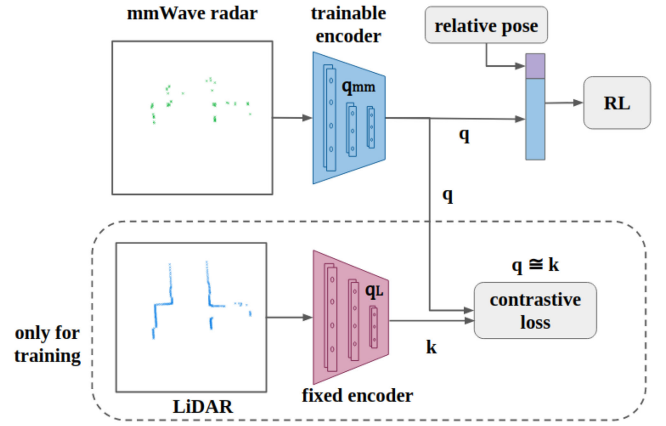 mmWave radar
trainable
encoder
relative pose
qmm
RL
q
q
q ≅ k
only for
training
qL
contrastive
loss
k
LiDAR
fixed encoder